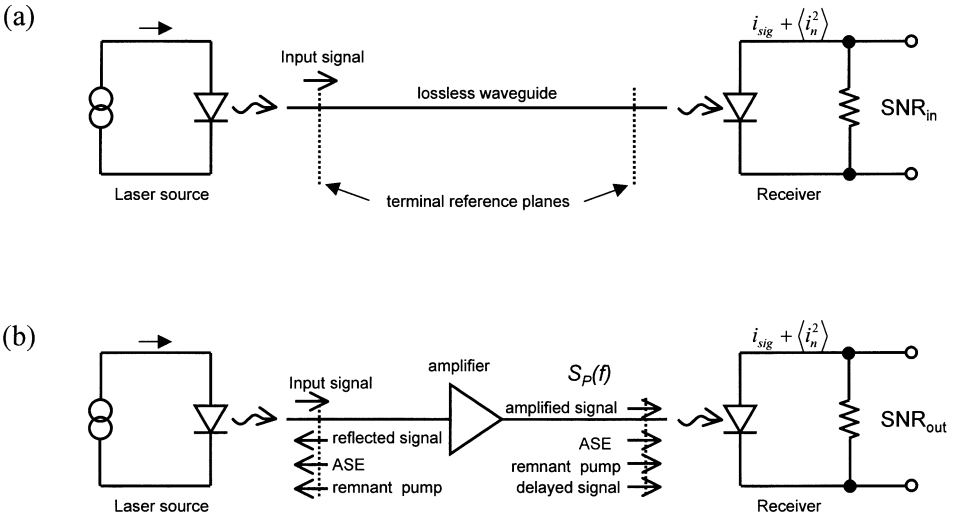 (a)
i_sig + ⟨i_n^2⟩
Input signal
lossless waveguide
SNR_in
Laser source
terminal reference planes
Receiver
(b)
i_sig + ⟨i_n^2⟩
amplifier
S_P(f)
Input signal
amplified signal
SNR_out
reflected signal
ASE
ASE
remnant pump
remnant pump
delayed signal
Laser source
Receiver